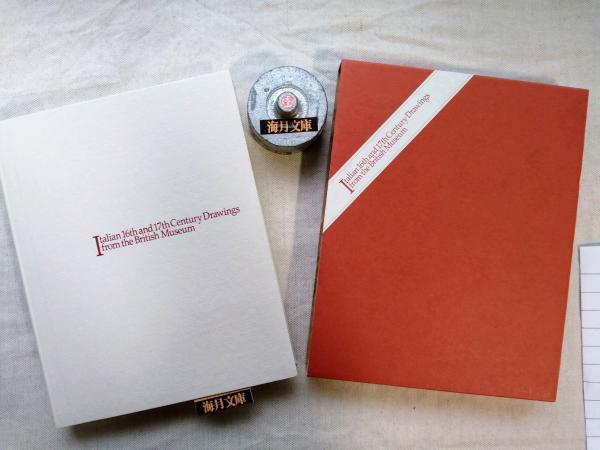 Italian 16th and 17th Century Drawings
from the British Museum
海月文庫
Italian 16th and 17th Century Drawings
from the British Museum
海月文庫